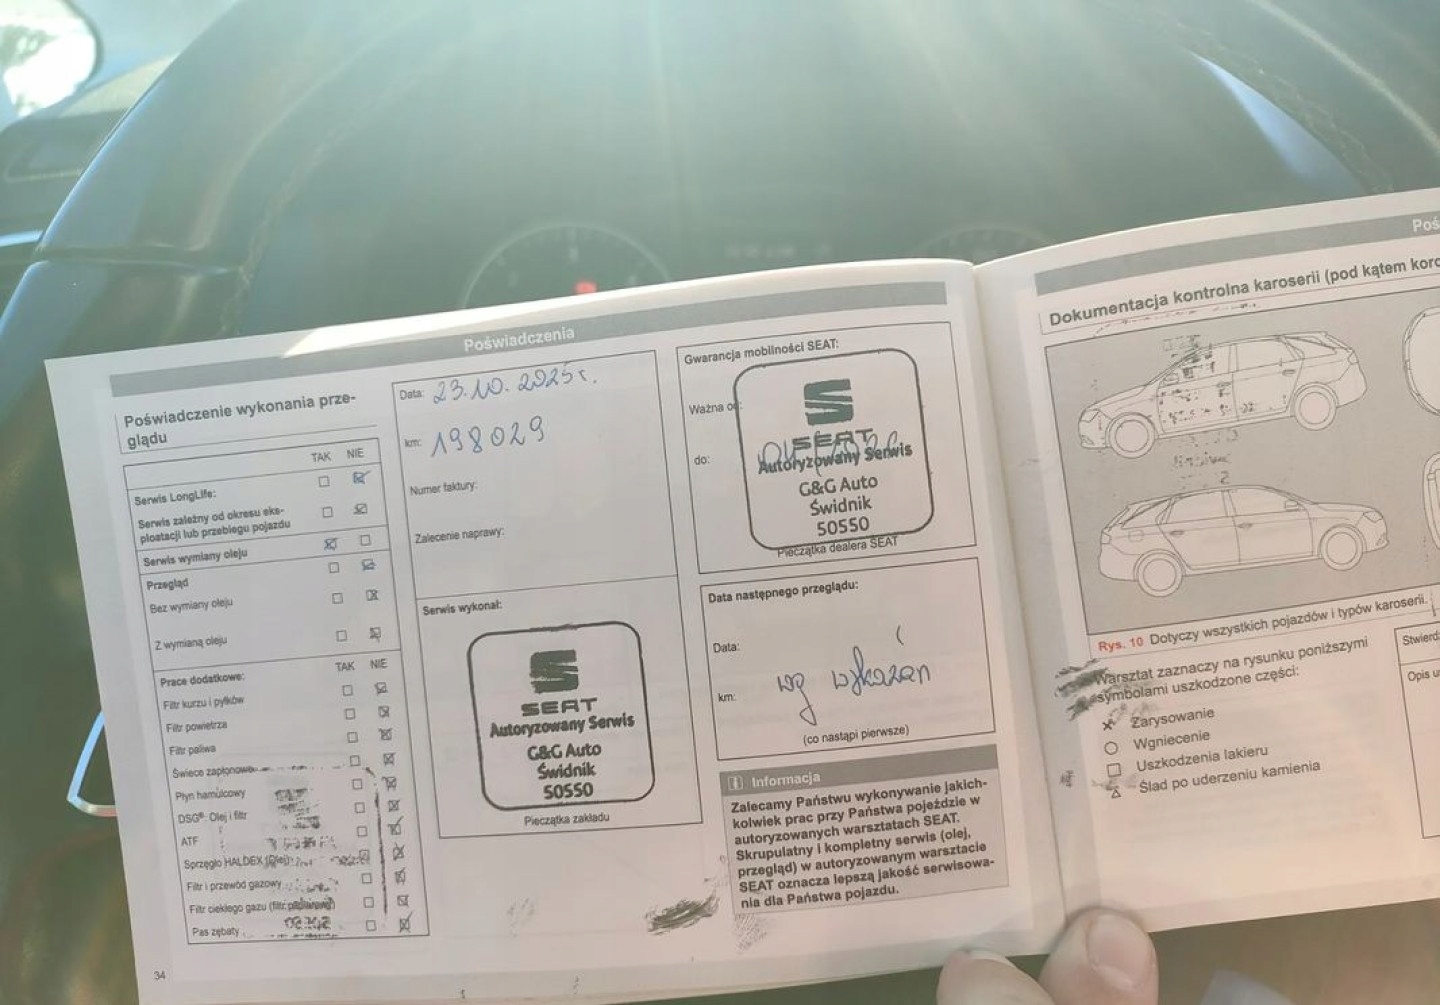 Poświadczenia
Poświadczenie wykonania prze-
glądu
TAK NIE
Serwis LongLife:
Serwis zależny od okresu eks-
ploatacji lub przebiegu pojazdu
Serwis wymiany oleju
Przegląd
Bez wymiany oleju
Z wymianą oleju
TAK NIE
Prace dodatkowe:
Filtr kurzu i pyłków
Filtr powietrza
Filtr paliwa
Świece zapłonowe
Płyn hamulcowy
DSG®: Olej i filtr
ATF
Sprzęgło HALDEX (olej)
Filtr i przewód gazowy
Filtr ciekłego gazu (filtr
Pas zębaty
34
Data: 23.10.2025 r.
km: 198029
Numer faktury:
Zalecenie naprawy:
Serwis wykonał:
SEAT
Autoryzowany Serwis
G&G Auto
Świdnik
50550
Pieczątka zakładu
Gwarancja mobilności SEAT:
Ważna od:
do:
SEAT
Autoryzowany Serwis
G&G Auto
Świdnik
50550
Pieczątka dealera SEAT
Data następnego przeglądu:
Data:
km: wg wskazań
(co nastąpi pierwsze)
i Informacja
Zalecamy Państwu wykonywanie jakich-
kolwiek prac przy Państwa pojeździe w
autoryzowanych warsztatach SEAT.
Skrupulatny i kompletny serwis (olej,
przegląd) w autoryzowanym warsztacie
SEAT oznacza lepszą jakość serwisowa-
nia dla Państwa pojazdu.
Poś
Dokumentacja kontrolna karoserii (pod kątem koro
Rys. 10 Dotyczy wszystkich pojazdów i typów karoserii.
Warsztat zaznaczy na rysunku poniższymi
symbolami uszkodzone części:
Zarysowanie
Wgniecenie
Uszkodzenia lakieru
Ślad po uderzeniu kamienia
Stwierd
Opis u